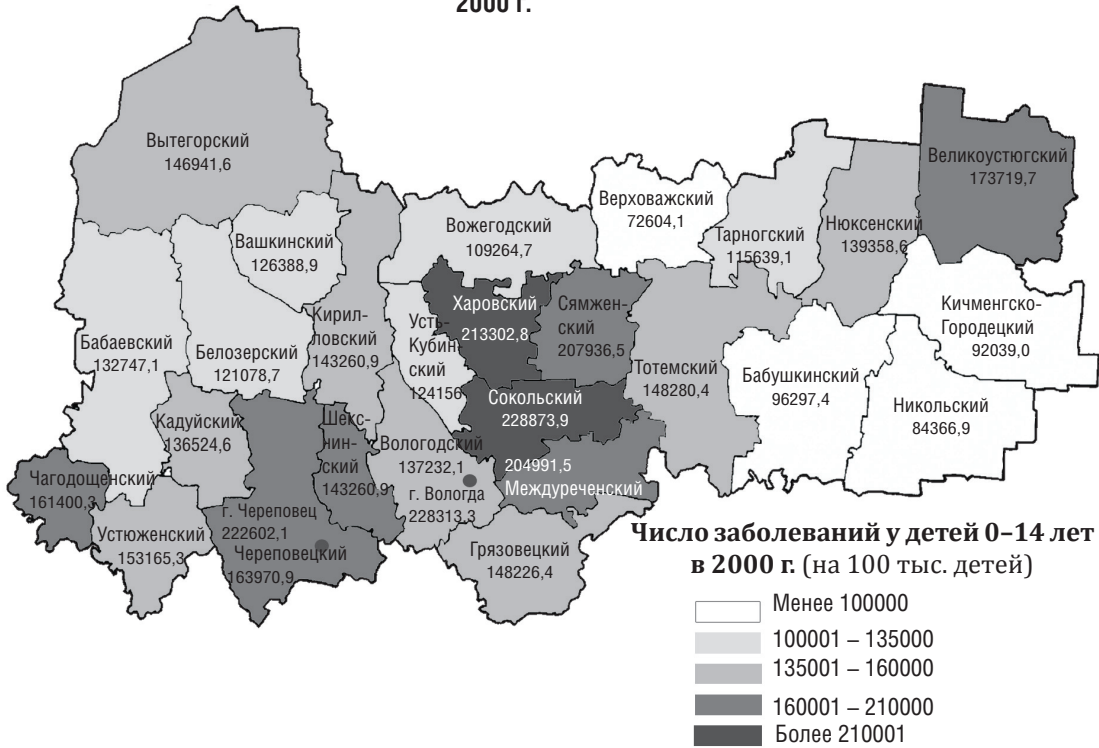 2000 г.
Вытегорский
146941,6
Великоустюгский
173719,7
Верховажский
72604,1
Вожегодский
109264,7
Вашкинский
126388,9
Тарногский
115639,1
Нюксенский
139358,6
Кичменгско-
Городецкий
92039,0
Харовский
213302,8
Сямжен-
ский
207936,5
Кирил-
ловский
143260,9
Усть-
Кубин-
ский
124156
Бабаевский
132747,1
Белозерский
121078,7
Тотемский
148280,4
Бабушкинский
96297,4
Никольский
84366,9
Сокольский
228873,9
Кадуйский
136524,6
Шекс-
нин-
ский
143260,9
Вологодский
137232,1
г. Вологда
228313,3
204991,5
Междуреченский
Чагодощенский
161400,3
Устюженский
153165,3
г. Череповец
222602,1
Череповецкий
163970,9
Грязовецкий
148226,4
Число заболеваний у детей 0–14 лет
в 2000 г. (на 100 тыс. детей)
Менее 100000
100001 – 135000
135001 – 160000
160001 – 210000
Более 210001